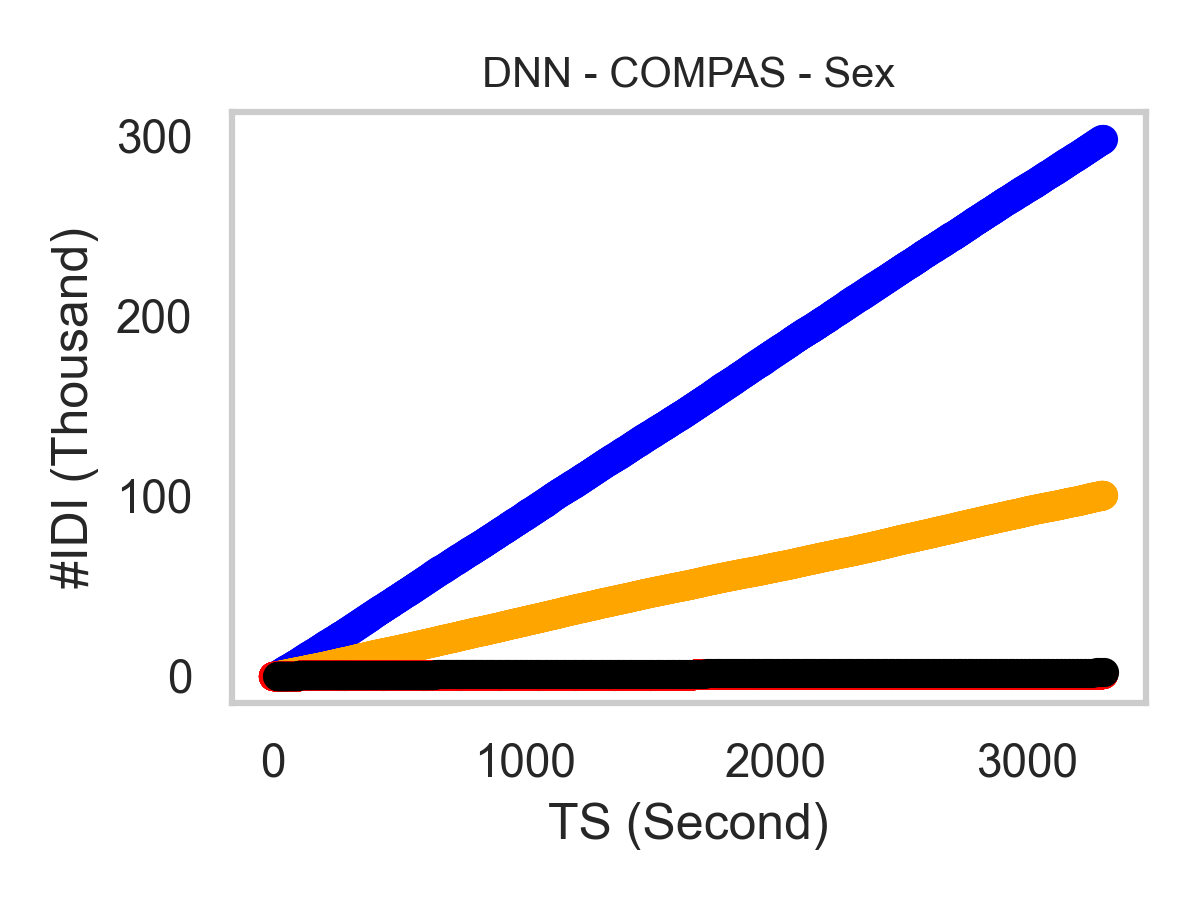 DNN - COMPAS - Sex
300
200
100
0
#IDI (Thousand)
0 1000 2000 3000
TS (Second)